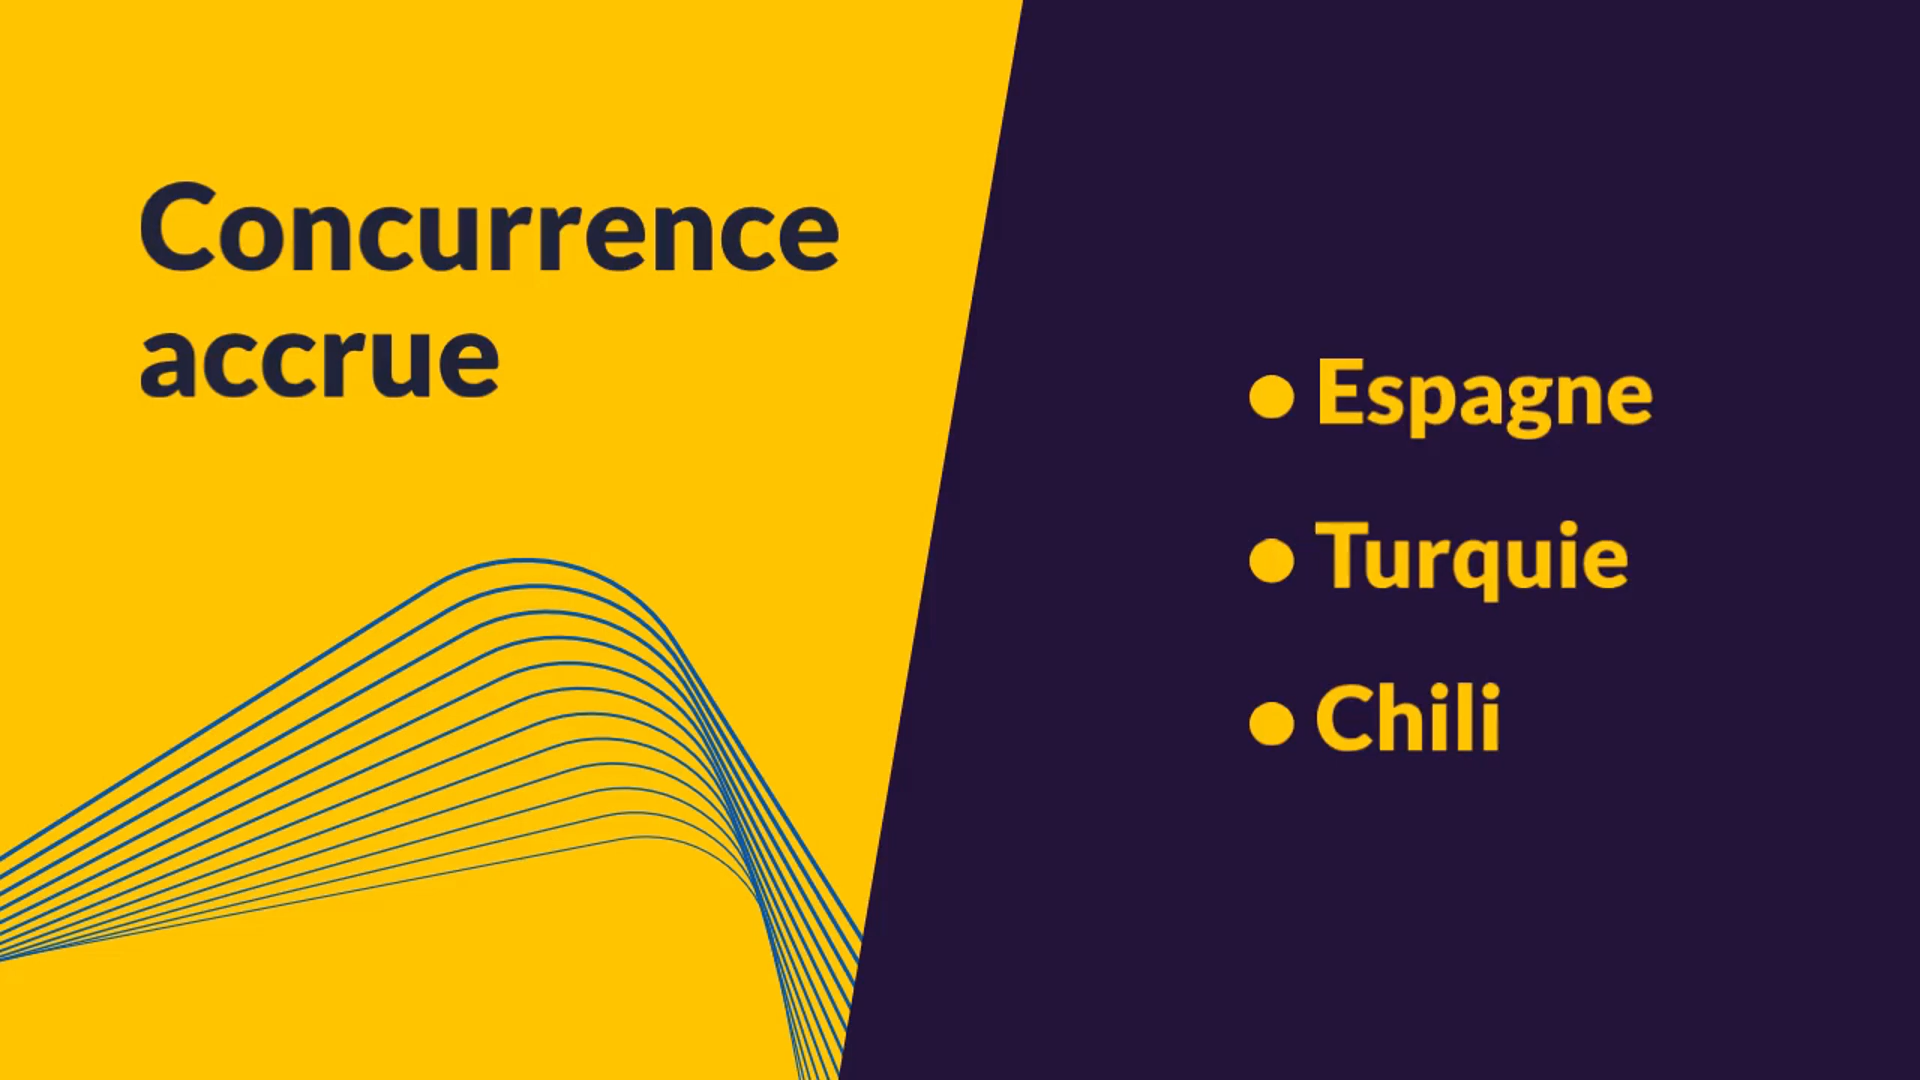 Concurrence
accrue
• Espagne
• Turquie
• Chili